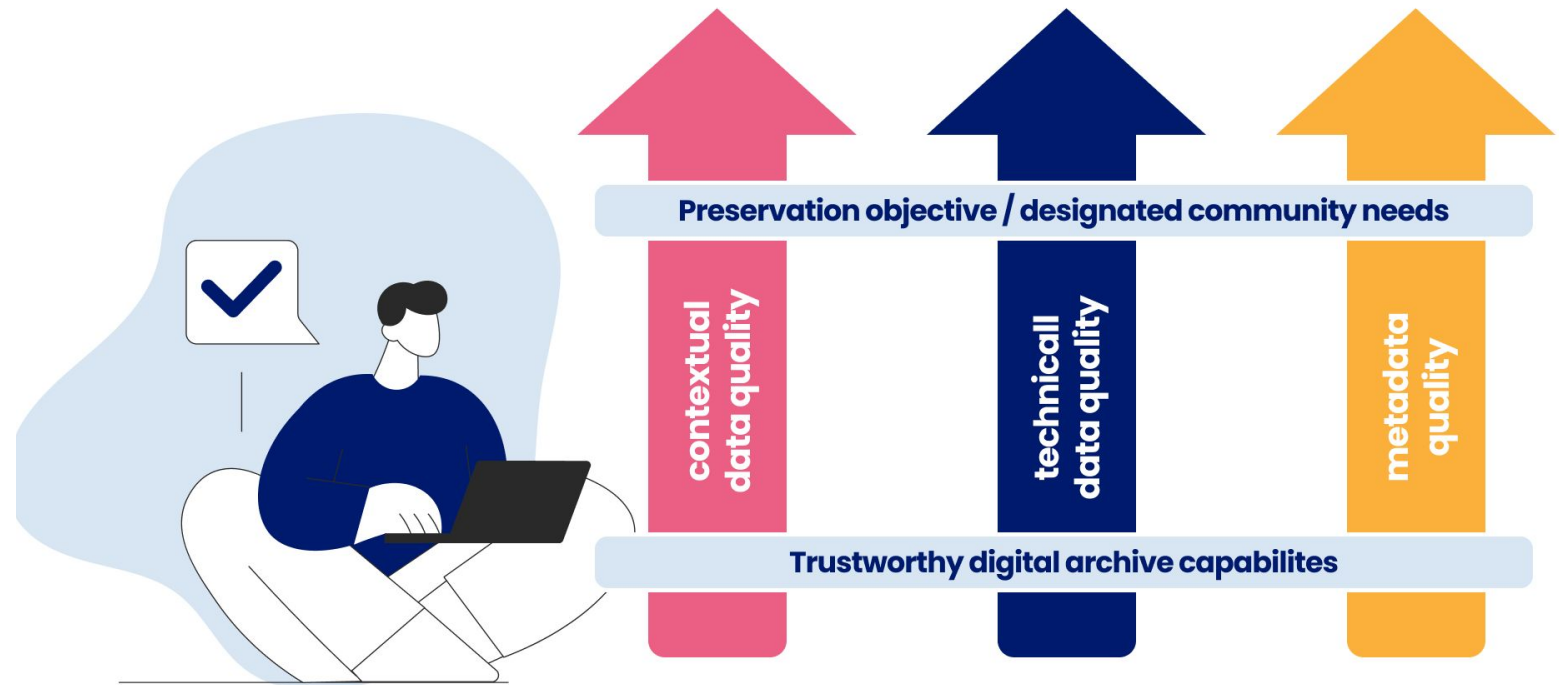 Preservation objective / designated community needs
contextual
data quality
technicall
data quality
metadata
quality
Trustworthy digital archive capabilites